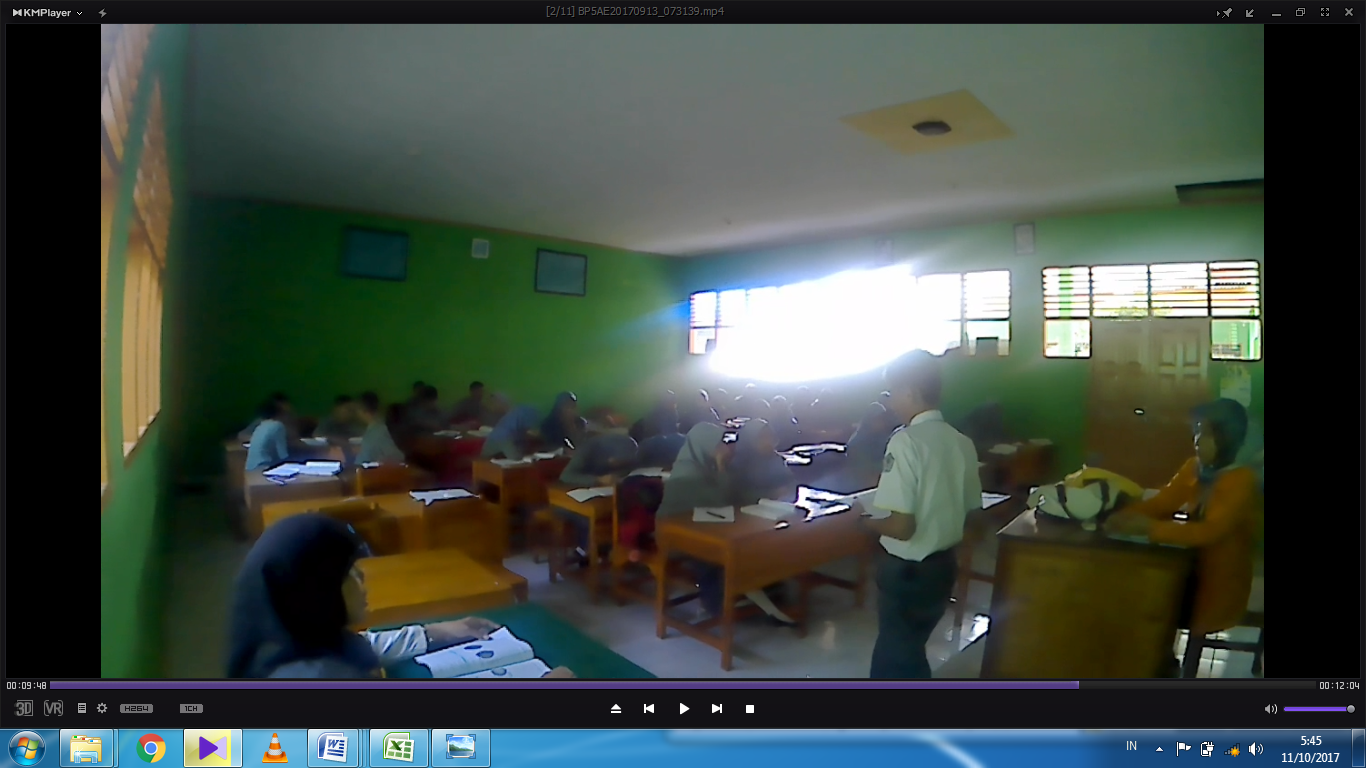 KMPlayer
[2/11] BP5AE20170913_073139.mp4
00:09:48
00:12:04
3D
VR
H264
1CH
IN
5:45
11/10/2017